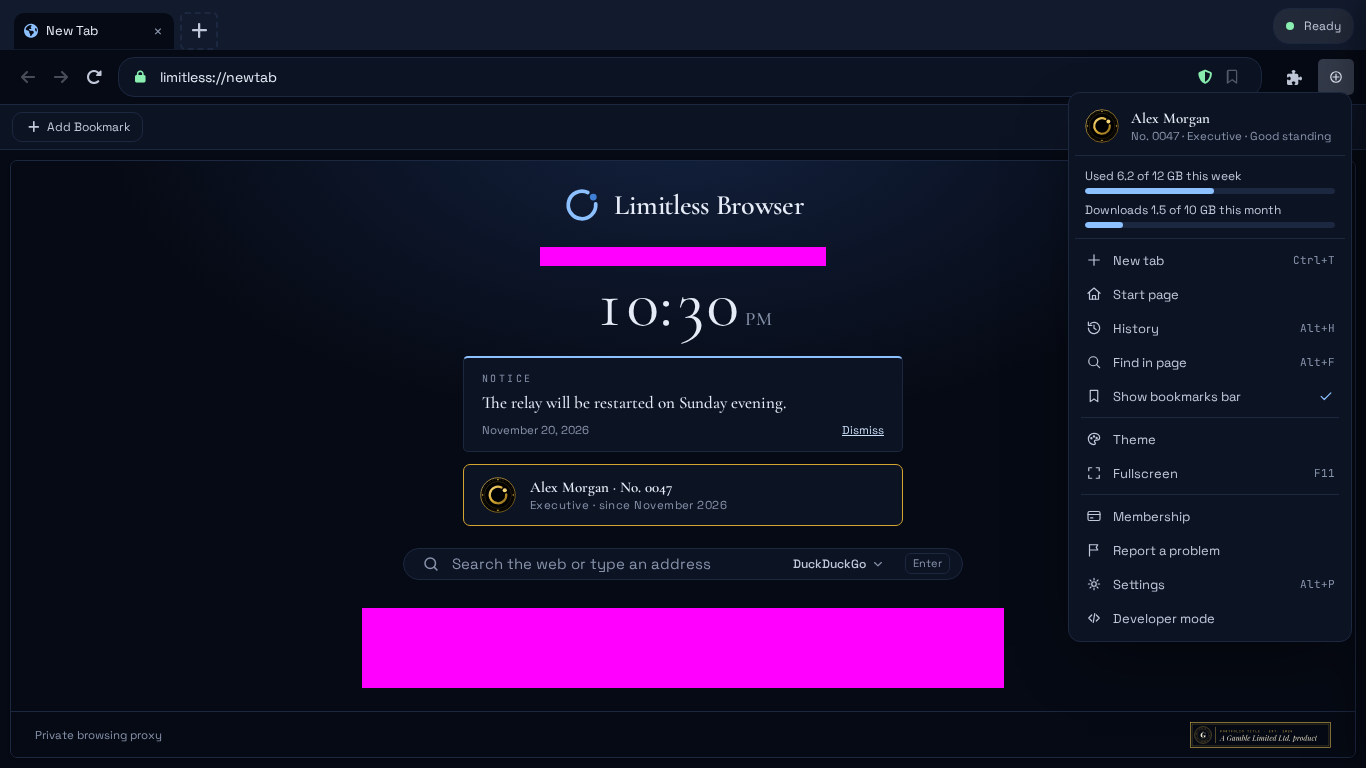 New Tab
Ready
limitless://newtab
Add Bookmark
Alex Morgan
No. 0047 · Executive · Good standing
Used 6.2 of 12 GB this week
Downloads 1.5 of 10 GB this month
New tab Ctrl+T
Start page
History Alt+H
Find in page Alt+F
Show bookmarks bar
Theme
Fullscreen F11
Membership
Report a problem
Settings Alt+P
Developer mode
Limitless Browser
10:30 PM
NOTICE
The relay will be restarted on Sunday evening.
November 20, 2026 Dismiss
Alex Morgan · No. 0047
Executive · since November 2026
Search the web or type an address DuckDuckGo Enter
Private browsing proxy
G
A Gamble Limited Ltd. product